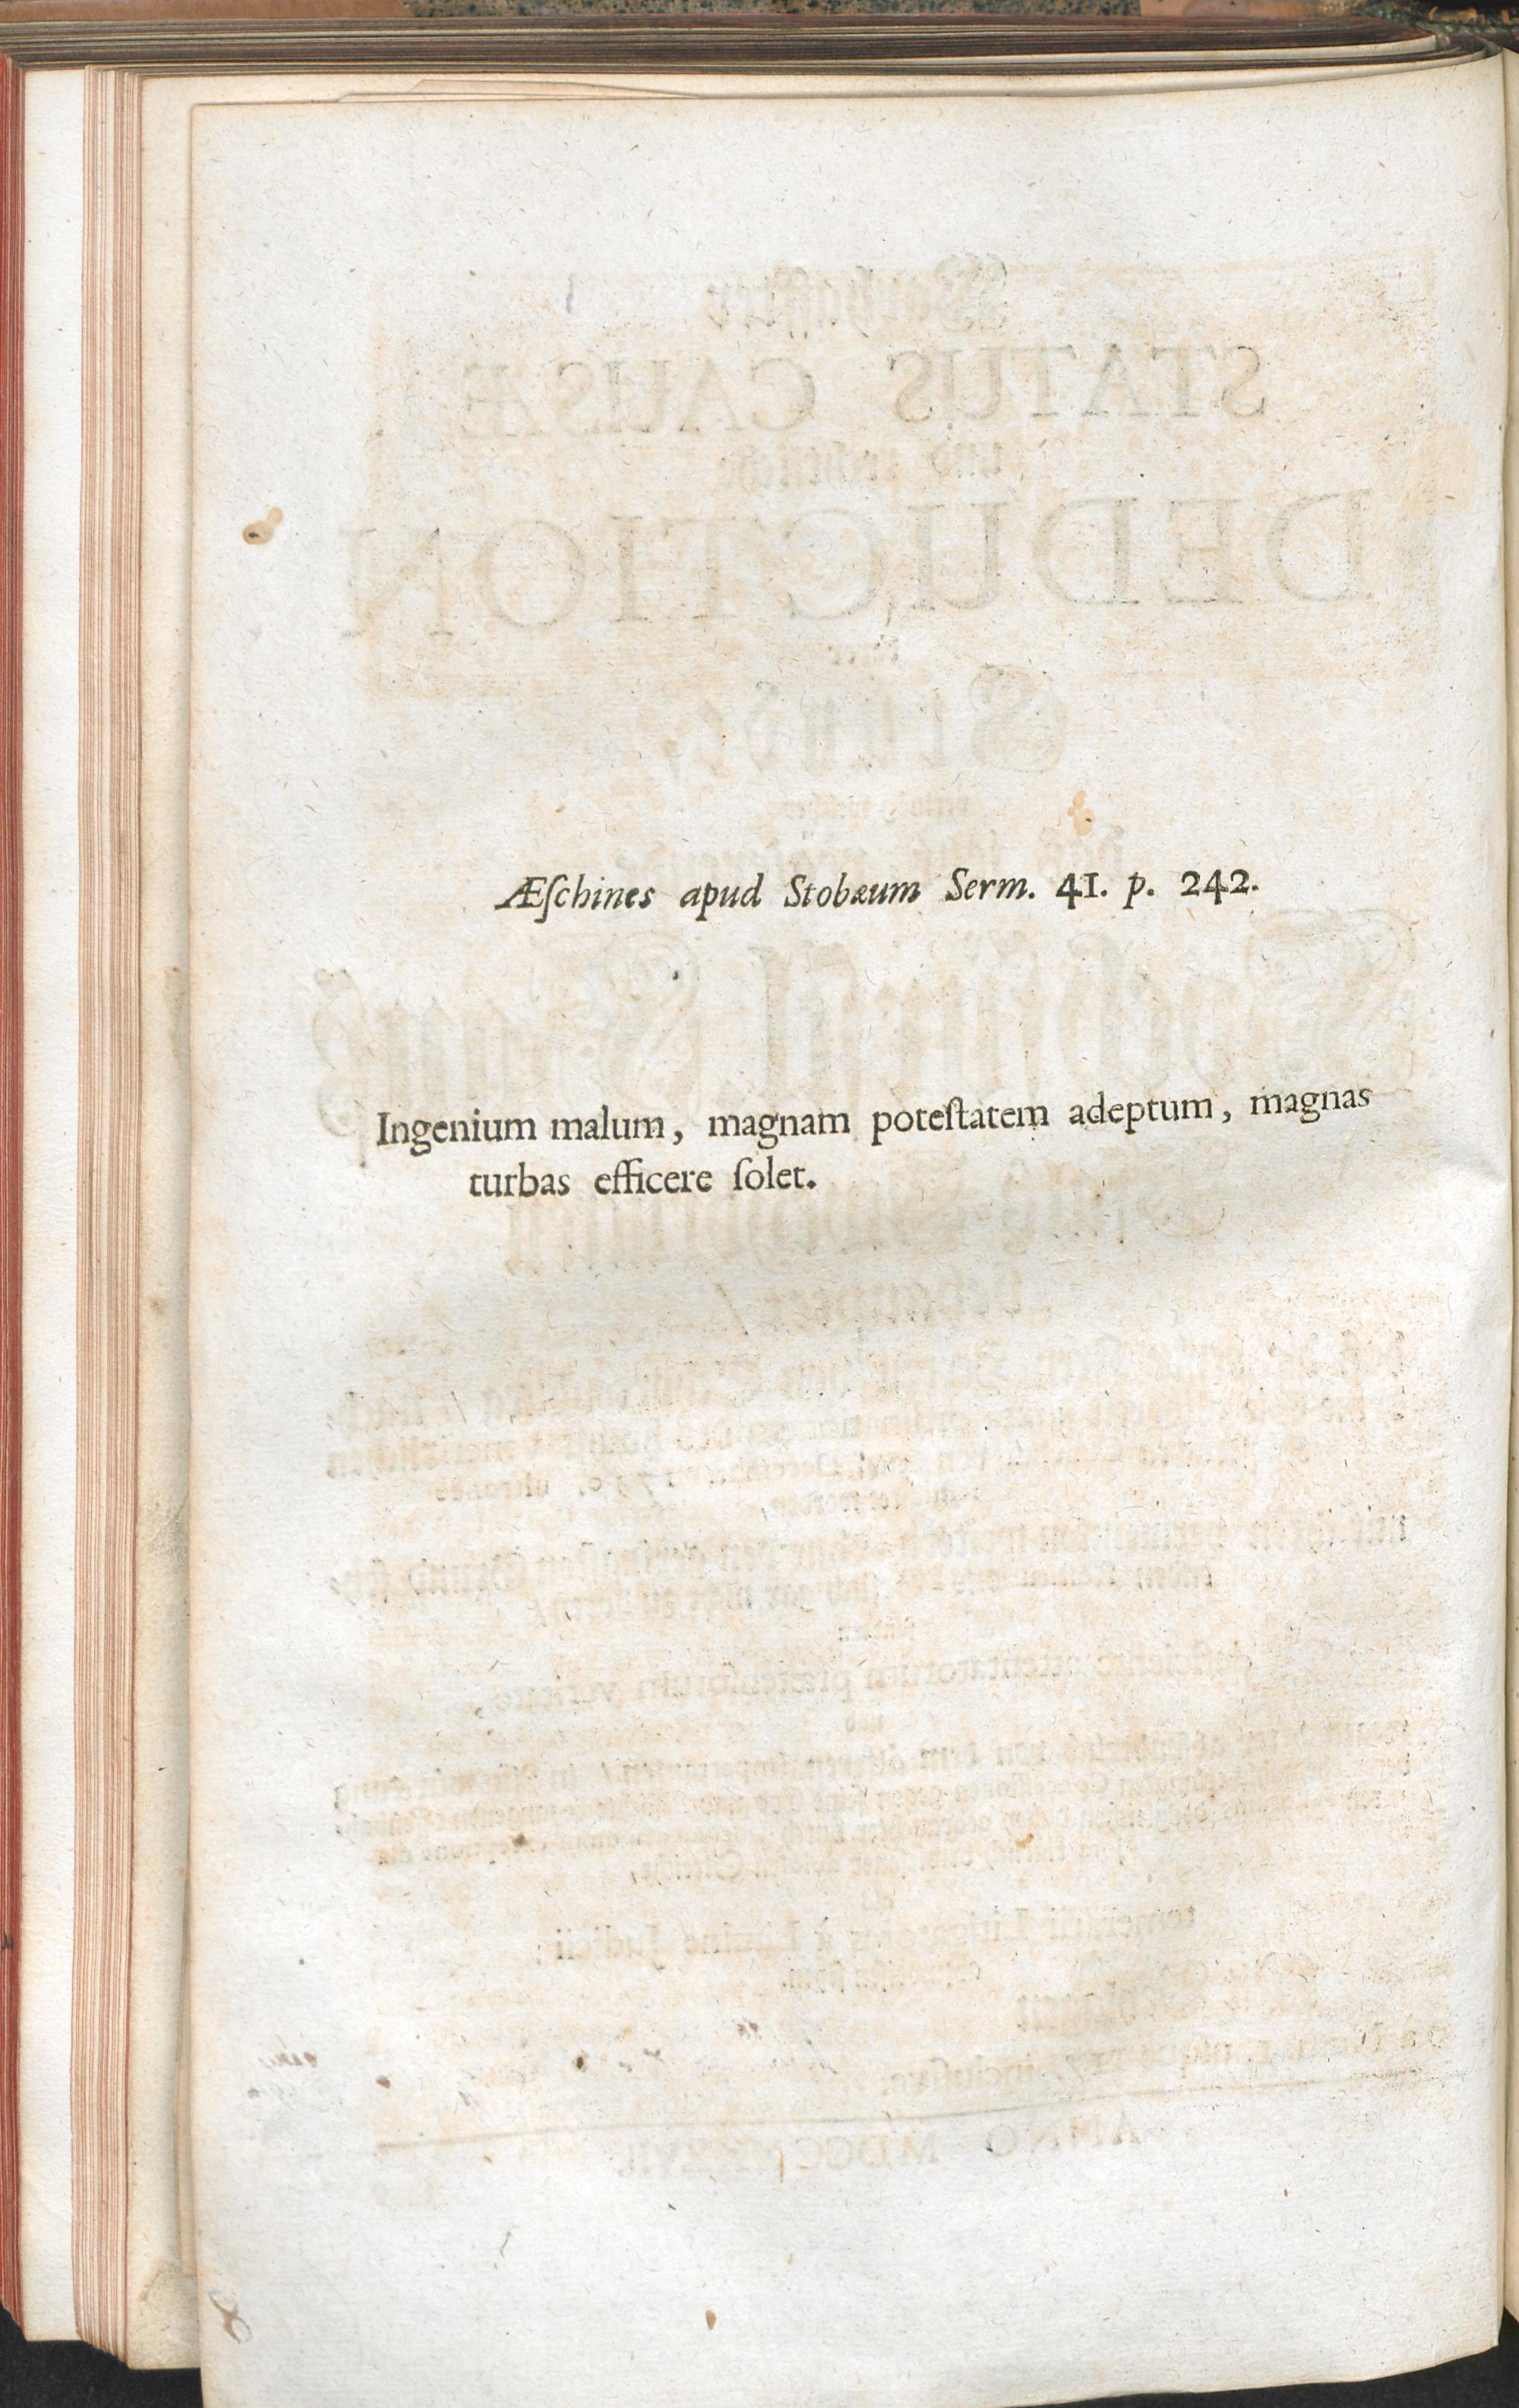 Æſchines apud Stobæum Serm. 41. p. 242.
Ingenium malum, magnam poteſtatem adeptum, magnas
turbas efficere ſolet.